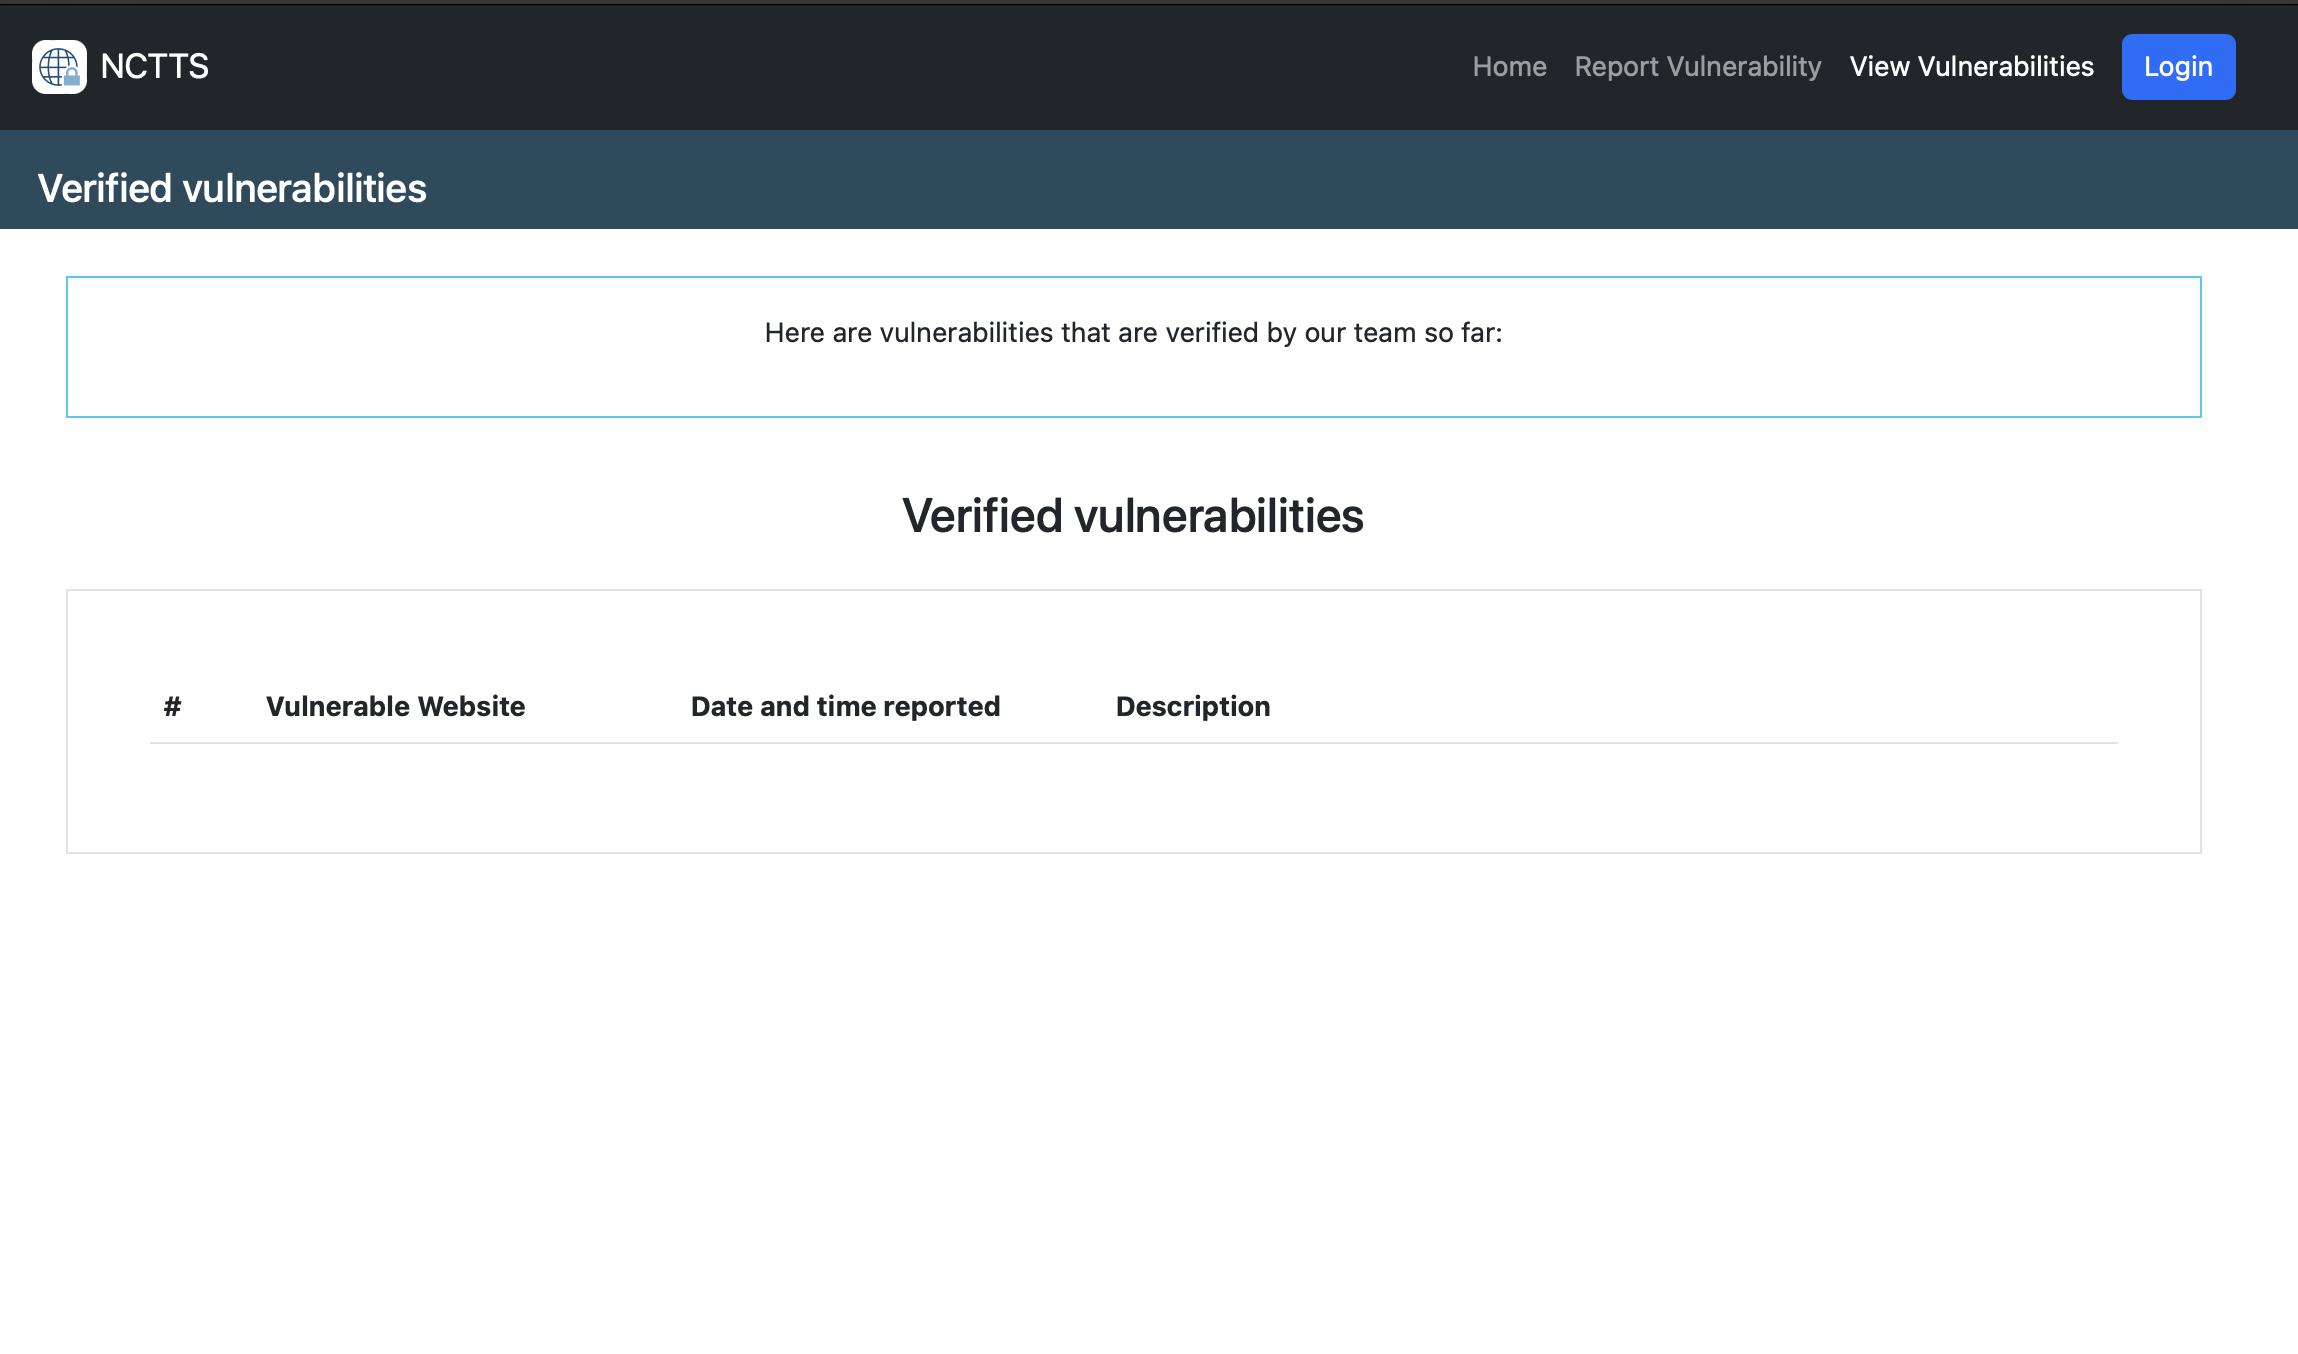 NCTTS
Home Report Vulnerability View Vulnerabilities Login
Verified vulnerabilities
Here are vulnerabilities that are verified by our team so far:
Verified vulnerabilities
# Vulnerable Website Date and time reported Description